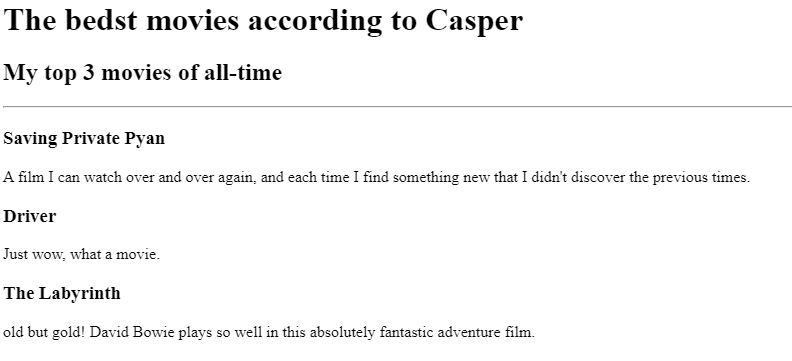 The bedst movies according to Casper
My top 3 movies of all-time
Saving Private Pyan
A film I can watch over and over again, and each time I find something new that I didn't discover the previous times.
Driver
Just wow, what a movie.
The Labyrinth
old but gold! David Bowie plays so well in this absolutely fantastic adventure film.